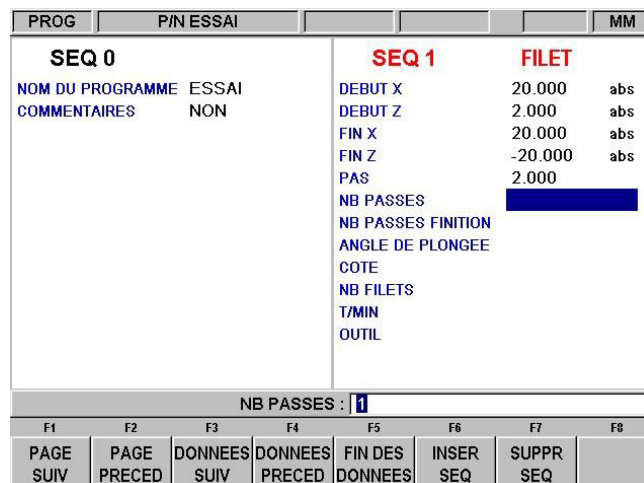 PROG P/N ESSAI MM
SEQ 0
NOM DU PROGRAMME ESSAI
COMMENTAIRES NON
SEQ 1 FILET
DEBUT X 20.000 abs
DEBUT Z 2.000 abs
FIN X 20.000 abs
FIN Z -20.000 abs
PAS 2.000
NB PASSES
NB PASSES FINITION
ANGLE DE PLONGEE
COTE
NB FILETS
T/MIN
OUTIL
NB PASSES : 1
F1 F2 F3 F4 F5 F6 F7 F8
PAGE SUIV
PAGE PRECED
DONNEES SUIV
DONNEES PRECED
FIN DES DONNEES
INSER SEQ
SUPPR SEQ